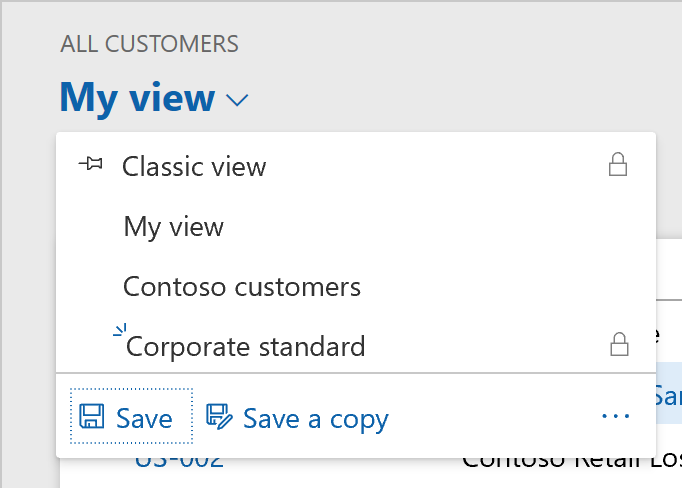 ALL CUSTOMERS
My view
Classic view
My view
Contoso customers
Corporate standard
Save Save a copy ...
US-002 Contoso Retail Los